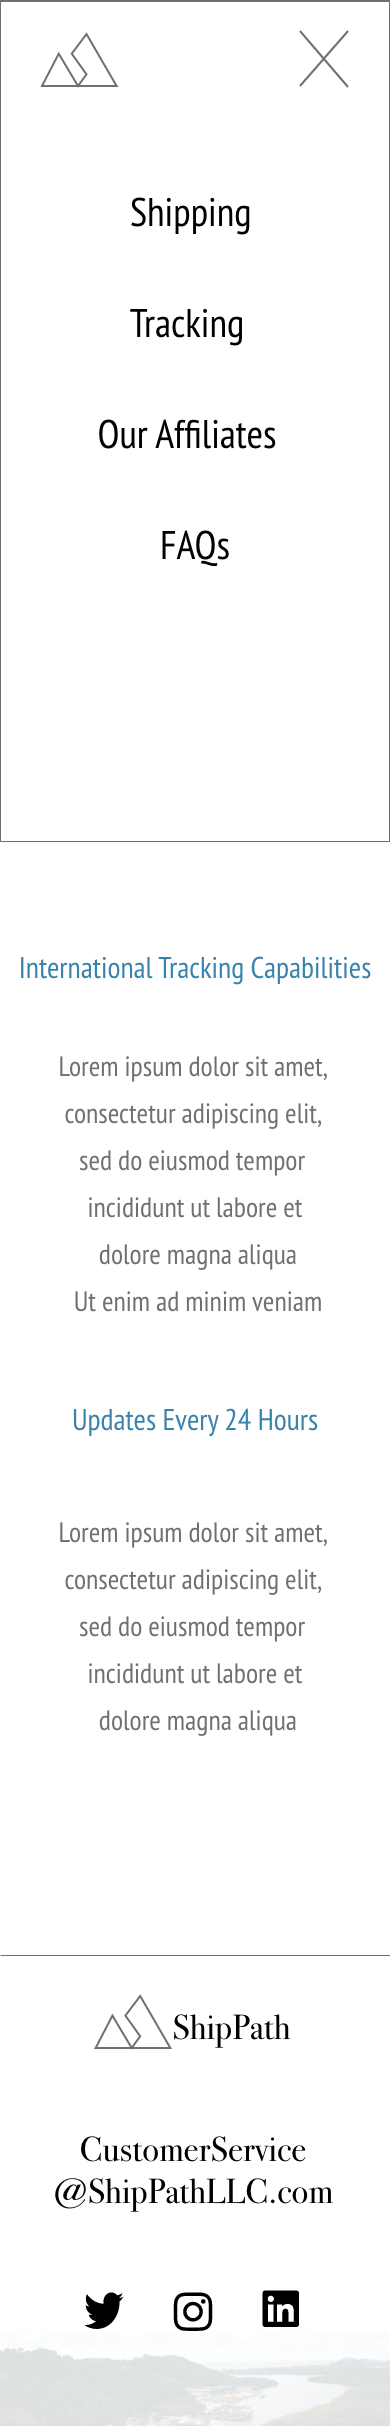 Shipping
Tracking
Our Affiliates
FAQs
International Tracking Capabilities
Lorem ipsum dolor sit amet,
consectetur adipiscing elit,
sed do eiusmod tempor
incididunt ut labore et
dolore magna aliqua
Ut enim ad minim veniam
Updates Every 24 Hours
Lorem ipsum dolor sit amet,
consectetur adipiscing elit,
sed do eiusmod tempor
incididunt ut labore et
dolore magna aliqua
ShipPath
CustomerService
@ShipPathLLC.com
in